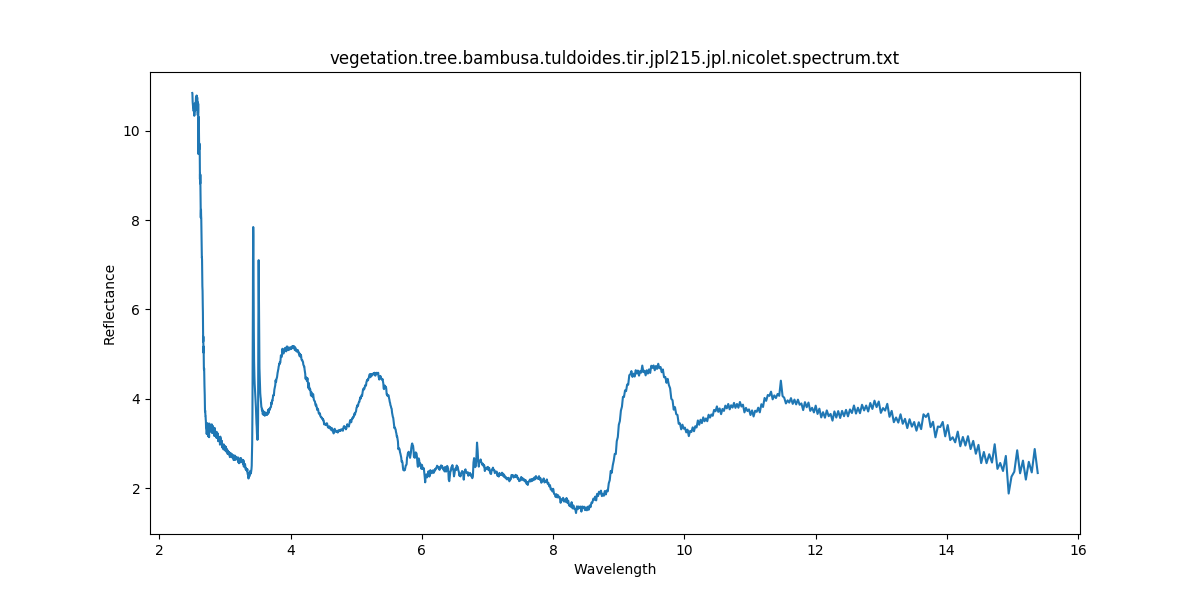 vegetation.tree.bambusa.tuldoides.tir.jpl215.jpl.nicolet.spectrum.txt
10
8
6
4
2
Reflectance
2 4 6 8 10 12 14 16
Wavelength